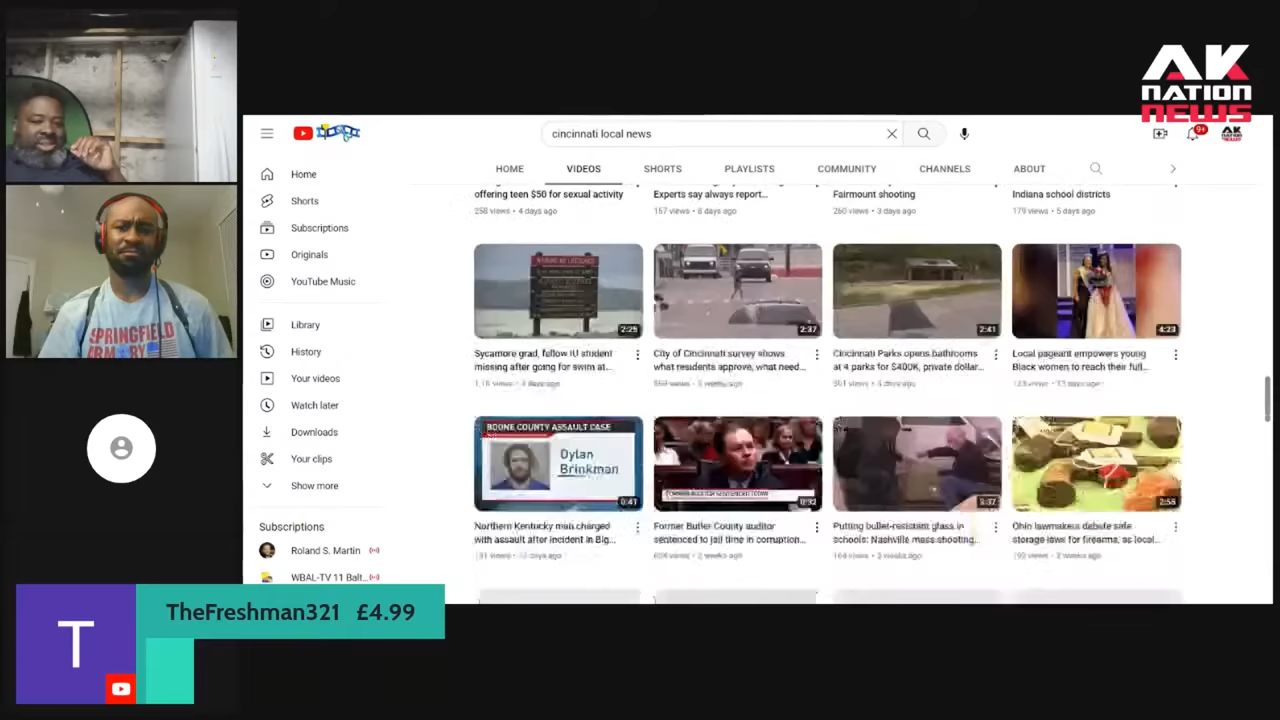 AK
NATION
NEWS
cincinnati local news
9+
HOME VIDEOS SHORTS PLAYLISTS COMMUNITY CHANNELS ABOUT
Home
Shorts
Subscriptions
Originals
YouTube Music
Library
History
Your videos
Watch later
Downloads
Your clips
Show more
Subscriptions
Roland S. Martin
WBAL-TV 11 Balt...
offering teen $50 for sexual activity
258 views • 4 days ago
Experts say always report...
157 views • 6 days ago
Fairmount shooting
260 views • 3 days ago
Indiana school districts
179 views • 5 days ago
2:25
Sycamore grad, fellow IU student
missing after going for swim at...
2:37
City of Cincinnati survey shows
what residents approve, what need...
2:41
Cincinnati Parks opens bathrooms
at 4 parks for $400K, private dollar...
4:23
Local pageant empowers young
Black women to reach their full...
BOONE COUNTY ASSAULT CASE
Dylan
Brinkman
0:41
Northern Kentucky man charged
with assault after incident in Big...
0:32
Former Butler County auditor
sentenced to jail time in corruption...
Putting bullet-resistant glass in
schools: Nashville mass shooting...
2:58
Ohio lawmakers debate safe
storage laws for firearms, as local...
SPRINGFIELD
T
TheFreshman321 £4.99